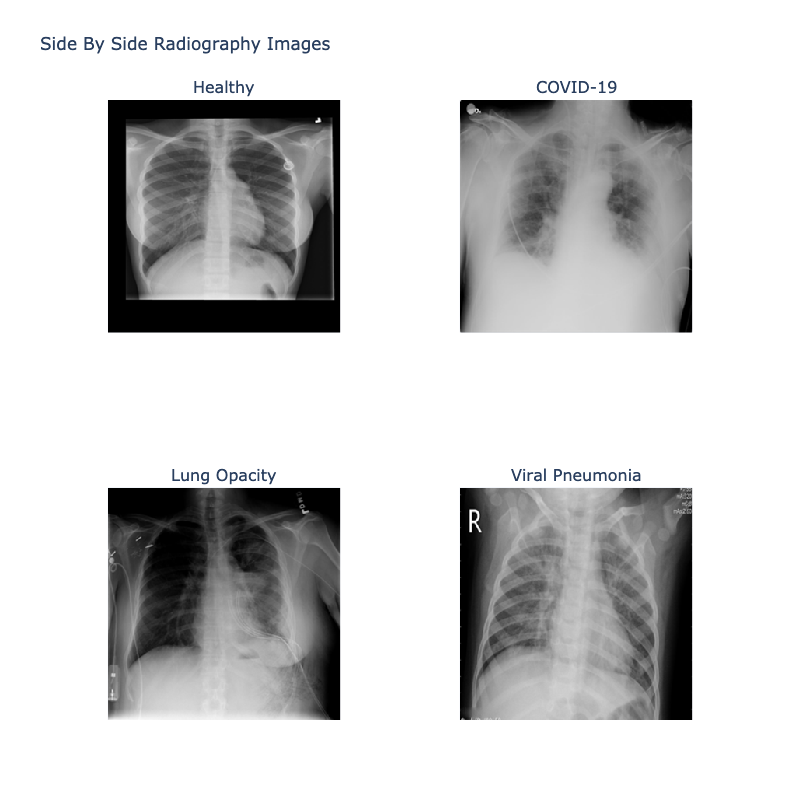 Side By Side Radiography Images
Healthy
COVID-19
Lung Opacity
Viral Pneumonia
R